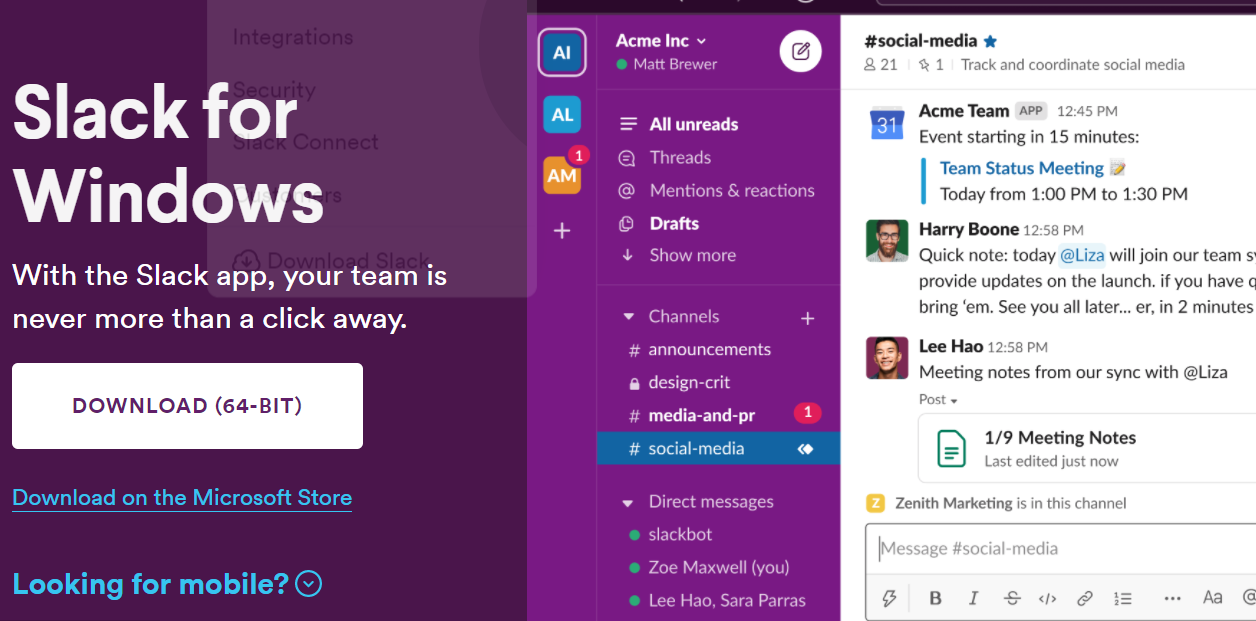 Integrations
Security
Slack Connect
Customers
Download Slack
Slack for
Windows
With the Slack app, your team is
never more than a click away.
DOWNLOAD (64-BIT)
Download on the Microsoft Store
Looking for mobile?
AI
AL
1
AM
+
Acme Inc
Matt Brewer
All unreads
Threads
@ Mentions & reactions
Drafts
Show more
Channels +
# announcements
design-crit
# media-and-pr 1
# social-media
Direct messages
slackbot
Zoe Maxwell (you)
Lee Hao, Sara Parras
#social-media
21 | 1 | Track and coordinate social media
31
Acme Team APP 12:45 PM
Event starting in 15 minutes:
Team Status Meeting
Today from 1:00 PM to 1:30 PM
Harry Boone 12:58 PM
Quick note: today @Liza will join our team
provide updates on the launch. if you have
bring ‘em. See you all later... er, in 2 minutes
Lee Hao 12:58 PM
Meeting notes from our sync with @Liza
Post
1/9 Meeting Notes
Last edited just now
Z Zenith Marketing is in this channel
Message #social-media
B I S </> ... Aa @